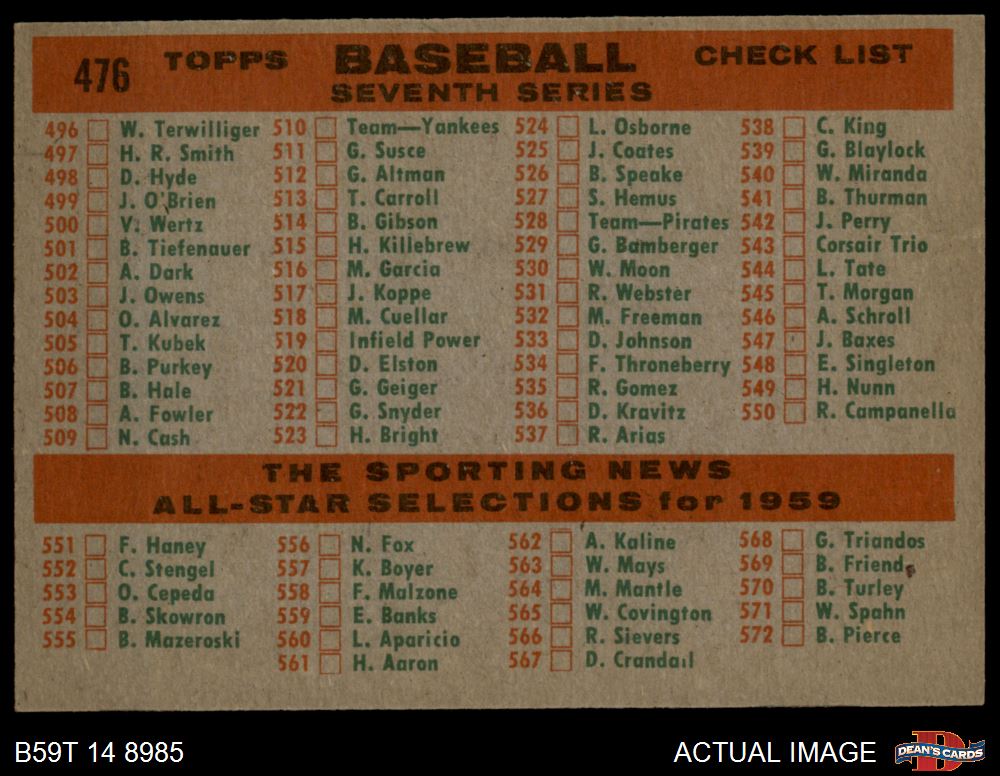 476 TOPPS BASEBALL CHECK LIST
SEVENTH SERIES
496 W. Terwilliger 510 Team—Yankees 524 L. Osborne 538 C. King
497 H. R. Smith 511 G. Susce 525 J. Coates 539 G. Blaylock
498 D. Hyde 512 G. Altman 526 B. Speake 540 W. Miranda
499 J. O'Brien 513 T. Carroll 527 S. Hemus 541 B. Thurman
500 V. Wertz 514 B. Gibson 528 Team—Pirates 542 J. Perry
501 B. Tiefenauer 515 H. Killebrew 529 G. Bamberger 543 Corsair Trio
502 A. Dark 516 M. Garcia 530 W. Moon 544 L. Tate
503 J. Owens 517 J. Koppe 531 R. Webster 545 T. Morgan
504 O. Alvarez 518 M. Cuellar 532 M. Freeman 546 A. Schroll
505 T. Kubek 519 Infield Power 533 D. Johnson 547 J. Baxes
506 B. Purkey 520 D. Elston 534 F. Throneberry 548 E. Singleton
507 B. Hale 521 G. Geiger 535 R. Gomez 549 H. Nunn
508 A. Fowler 522 G. Snyder 536 D. Kravitz 550 R. Campanella
509 N. Cash 523 H. Bright 537 R. Arias
THE SPORTING NEWS
ALL-STAR SELECTIONS for 1959
551 F. Haney 556 N. Fox 562 A. Kaline 568 G. Triandos
552 C. Stengel 557 K. Boyer 563 W. Mays 569 B. Friend
553 O. Cepeda 558 F. Malzone 564 M. Mantle 570 B. Turley
554 B. Skowron 559 E. Banks 565 W. Covington 571 W. Spahn
555 B. Mazeroski 560 L. Aparicio 566 R. Sievers 572 B. Pierce
561 H. Aaron 567 D. Crandall
B59T 14 8985 ACTUAL IMAGE DEAN'S CARDS